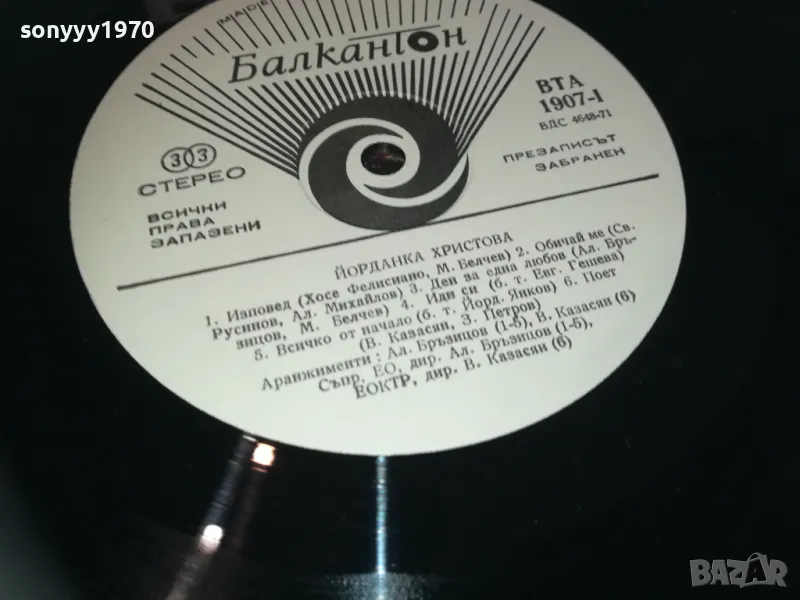 sonyyy1970
MADE
Балкантон
ВТА
1907-I
БДС 4648-71
33
СТЕРЕО
ПРЕЗАПИСЪТ
ЗАБРАНЕН
ВСИЧКИ
ПРАВА
ЗАПАЗЕНИ
ЙОРДАНКА ХРИСТОВА
1. Изповед (Хосе Фелисиано, М. Белчев) 2. Обичай ме (Св.
Русинов, Ал. Михайлов) 3. Ден за една любов (Ал. Бръ-
зицов, М. Белчев) 4. Иди си (б. т. Евг. Гешева)
5. Всичко от начало (б. т. Йорд. Янков) 6. Поет
(В. Казасян, З. Петров)
Аранжименти: Ал. Бръзицов (1-5), В. Казасян (6)
Съпр. ЕО, дир. Ал. Бръзицов (1-5),
ЕОКТР, дир. В. Казасян (6)
BAZAR